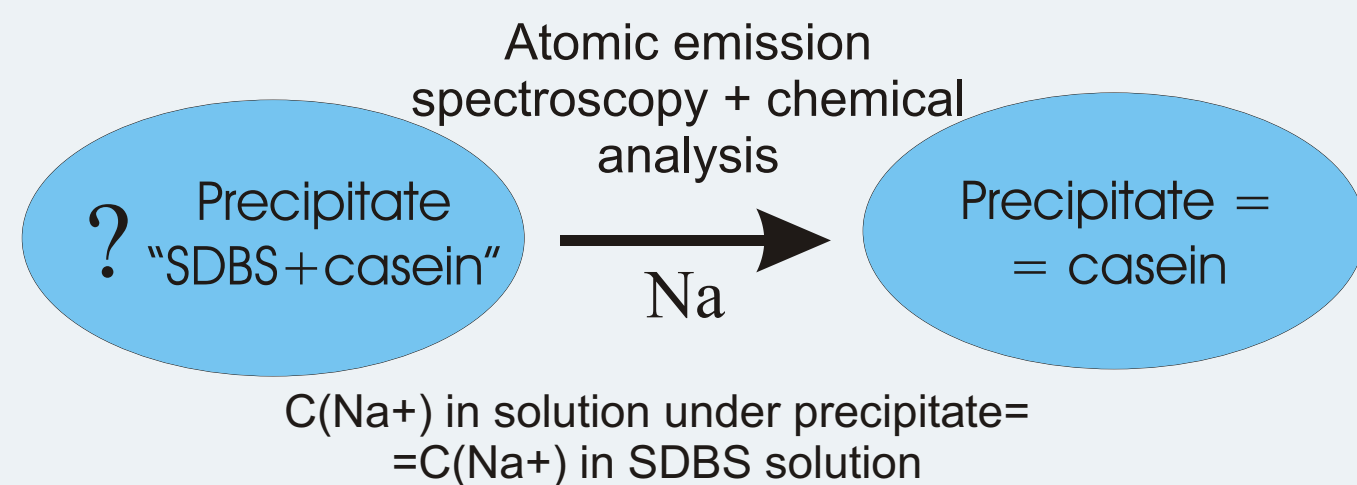 Atomic emission
spectroscopy + chemical
analysis
? Precipitate
"SDBS+casein"
Na
Precipitate =
= casein
C(Na+) in solution under precipitate=
=C(Na+) in SDBS solution